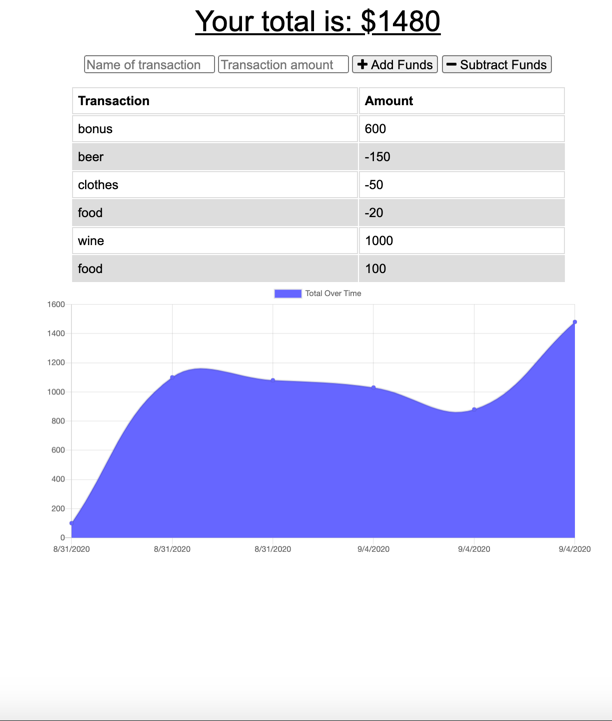 Your total is: $1480
Name of transaction Transaction amount + Add Funds − Subtract Funds
Transaction Amount
bonus 600
beer -150
clothes -50
food -20
wine 1000
food 100
Total Over Time
1600
1400
1200
1000
800
600
400
200
0
8/31/2020 8/31/2020 8/31/2020 9/4/2020 9/4/2020 9/4/2020